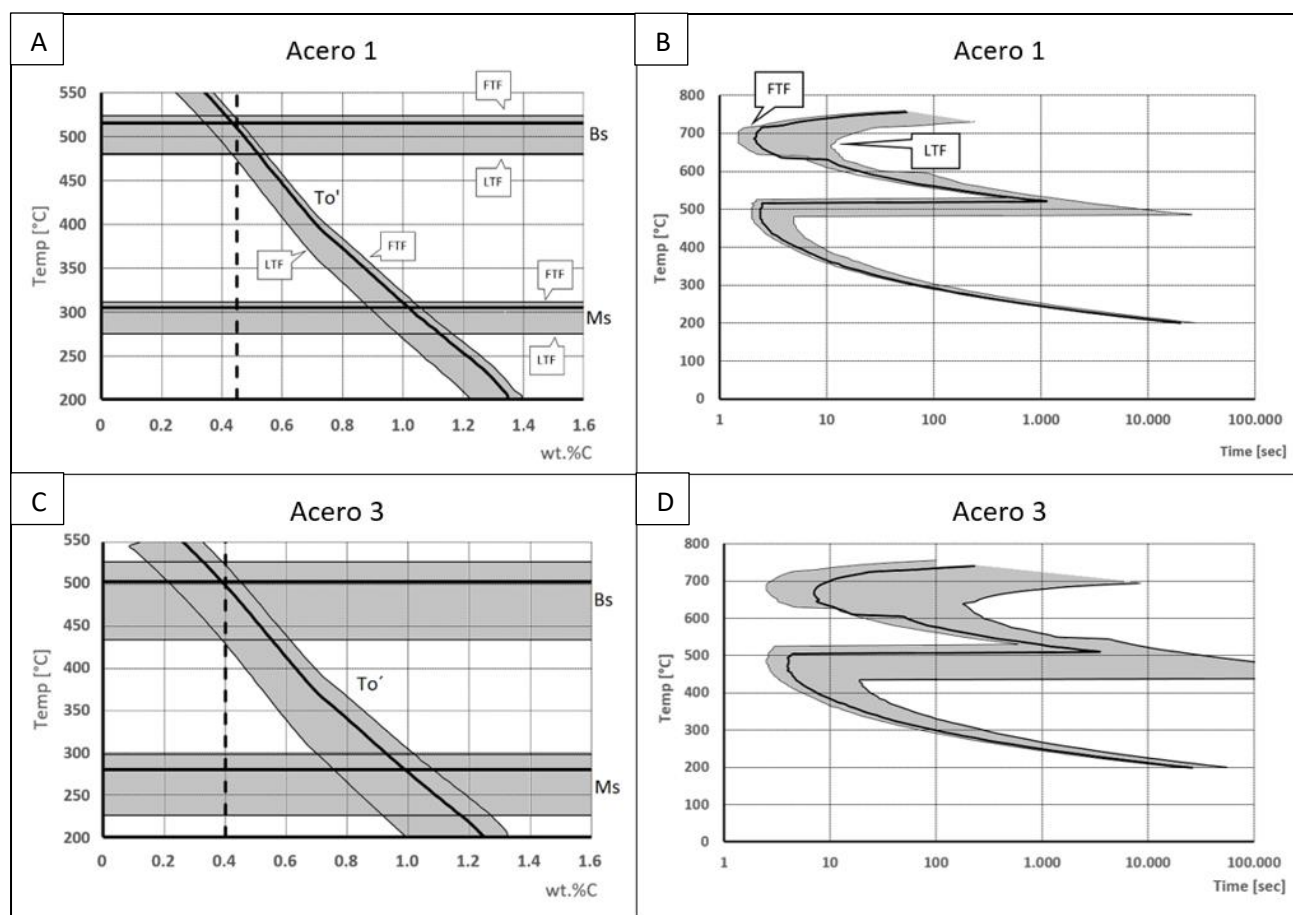 A
Acero 1
550
500
450
400
350
300
250
200
Temp [°C]
0 0.2 0.4 0.6 0.8 1.0 1.2 1.4 1.6
wt.%C
FTF
Bs
LTF
To'
FTF
LTF
FTF
Ms
LTF
B
Acero 1
FTF
LTF
800
700
600
500
400
300
200
100
0
Temp [°C]
1 10 100 1.000 10.000 100.000
Time [sec]
C
Acero 3
550
500
450
400
350
300
250
200
Temp [°C]
0 0.2 0.4 0.6 0.8 1.0 1.2 1.4 1.6
wt.%C
Bs
To´
Ms
D
Acero 3
800
700
600
500
400
300
200
100
0
Temp [°C]
1 10 100 1.000 10.000 100.000
Time [sec]